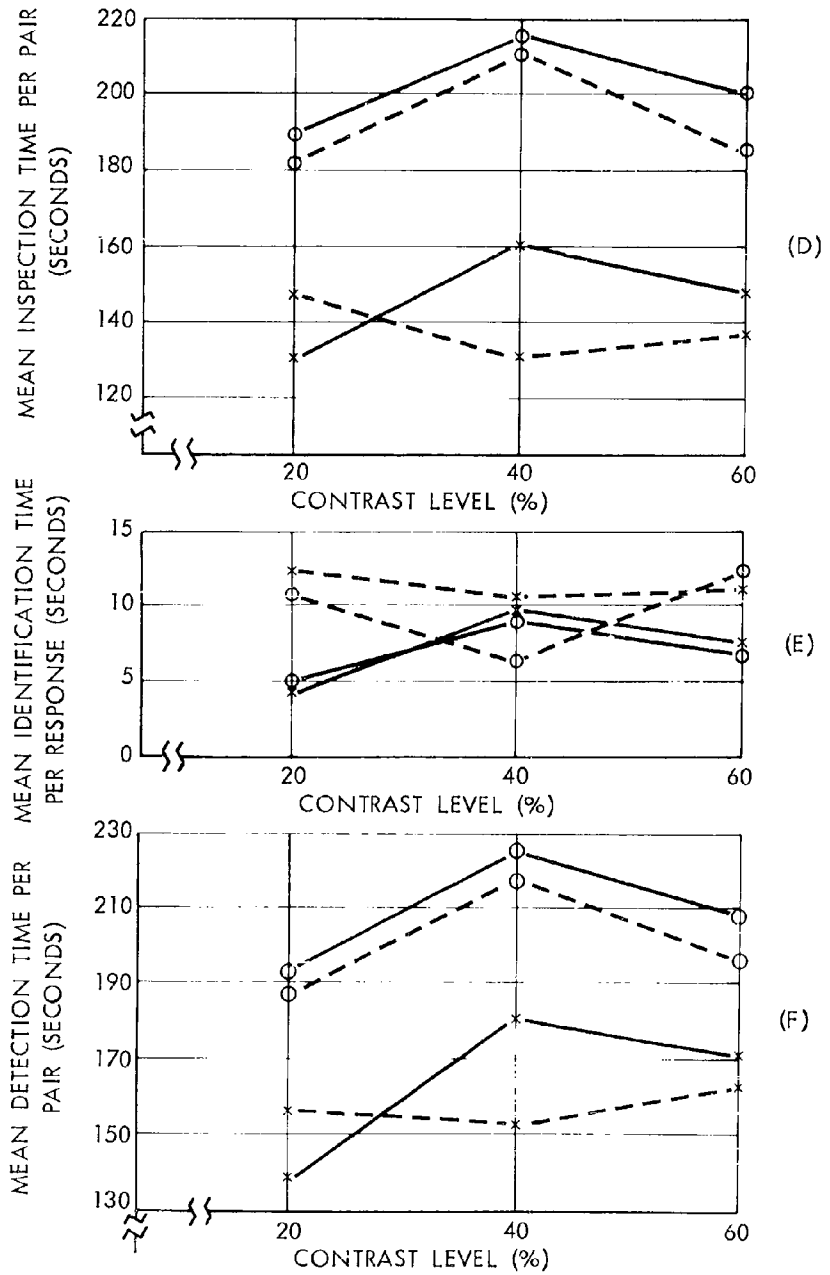 MEAN INSPECTION TIME PER PAIR
(SECONDS)
220
200
180
160
140
120
20 40 60
CONTRAST LEVEL (%)
(D)
MEAN IDENTIFICATION TIME
PER RESPONSE (SECONDS)
15
10
5
0
20 40 60
CONTRAST LEVEL (%)
(E)
MEAN DETECTION TIME PER
PAIR (SECONDS)
230
210
190
170
150
130
20 40 60
CONTRAST LEVEL (%)
(F)